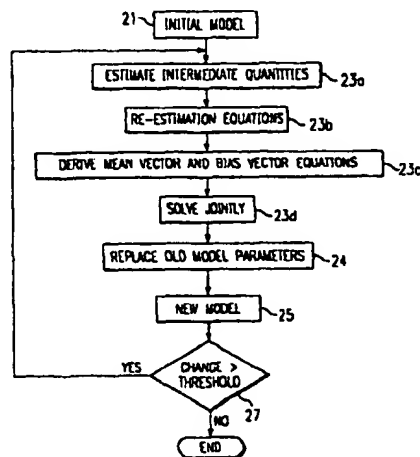 21
INITIAL MODEL
ESTIMATE INTERMEDIATE QUANTITIES
23a
RE-ESTIMATION EQUATIONS
23b
DERIVE MEAN VECTOR AND BIAS VECTOR EQUATIONS
23c
SOLVE JOINTLY
23d
REPLACE OLD MODEL PARAMETERS
24
NEW MODEL
25
YES
CHANGE >
THRESHOLD
27
NO
END